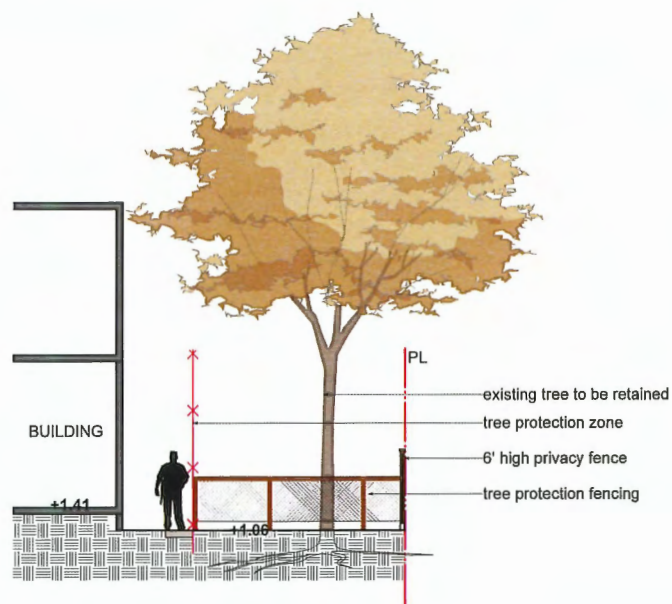 PL
existing tree to be retained
tree protection zone
BUILDING
6' high privacy fence
tree protection fencing
+1.41
+1.06